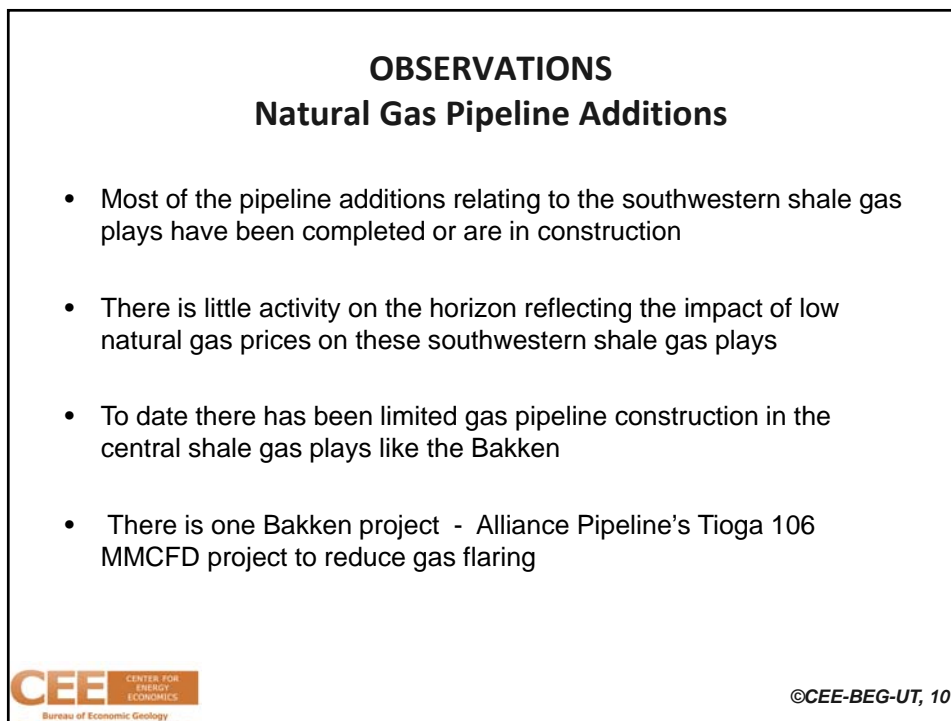 OBSERVATIONS
Natural Gas Pipeline Additions
• Most of the pipeline additions relating to the southwestern shale gas
plays have been completed or are in construction
• There is little activity on the horizon reflecting the impact of low
natural gas prices on these southwestern shale gas plays
• To date there has been limited gas pipeline construction in the
central shale gas plays like the Bakken
• There is one Bakken project - Alliance Pipeline’s Tioga 106
MMCFD project to reduce gas flaring
CEE
CENTER FOR
ENERGY
ECONOMICS
Bureau of Economic Geology
©CEE-BEG-UT, 10